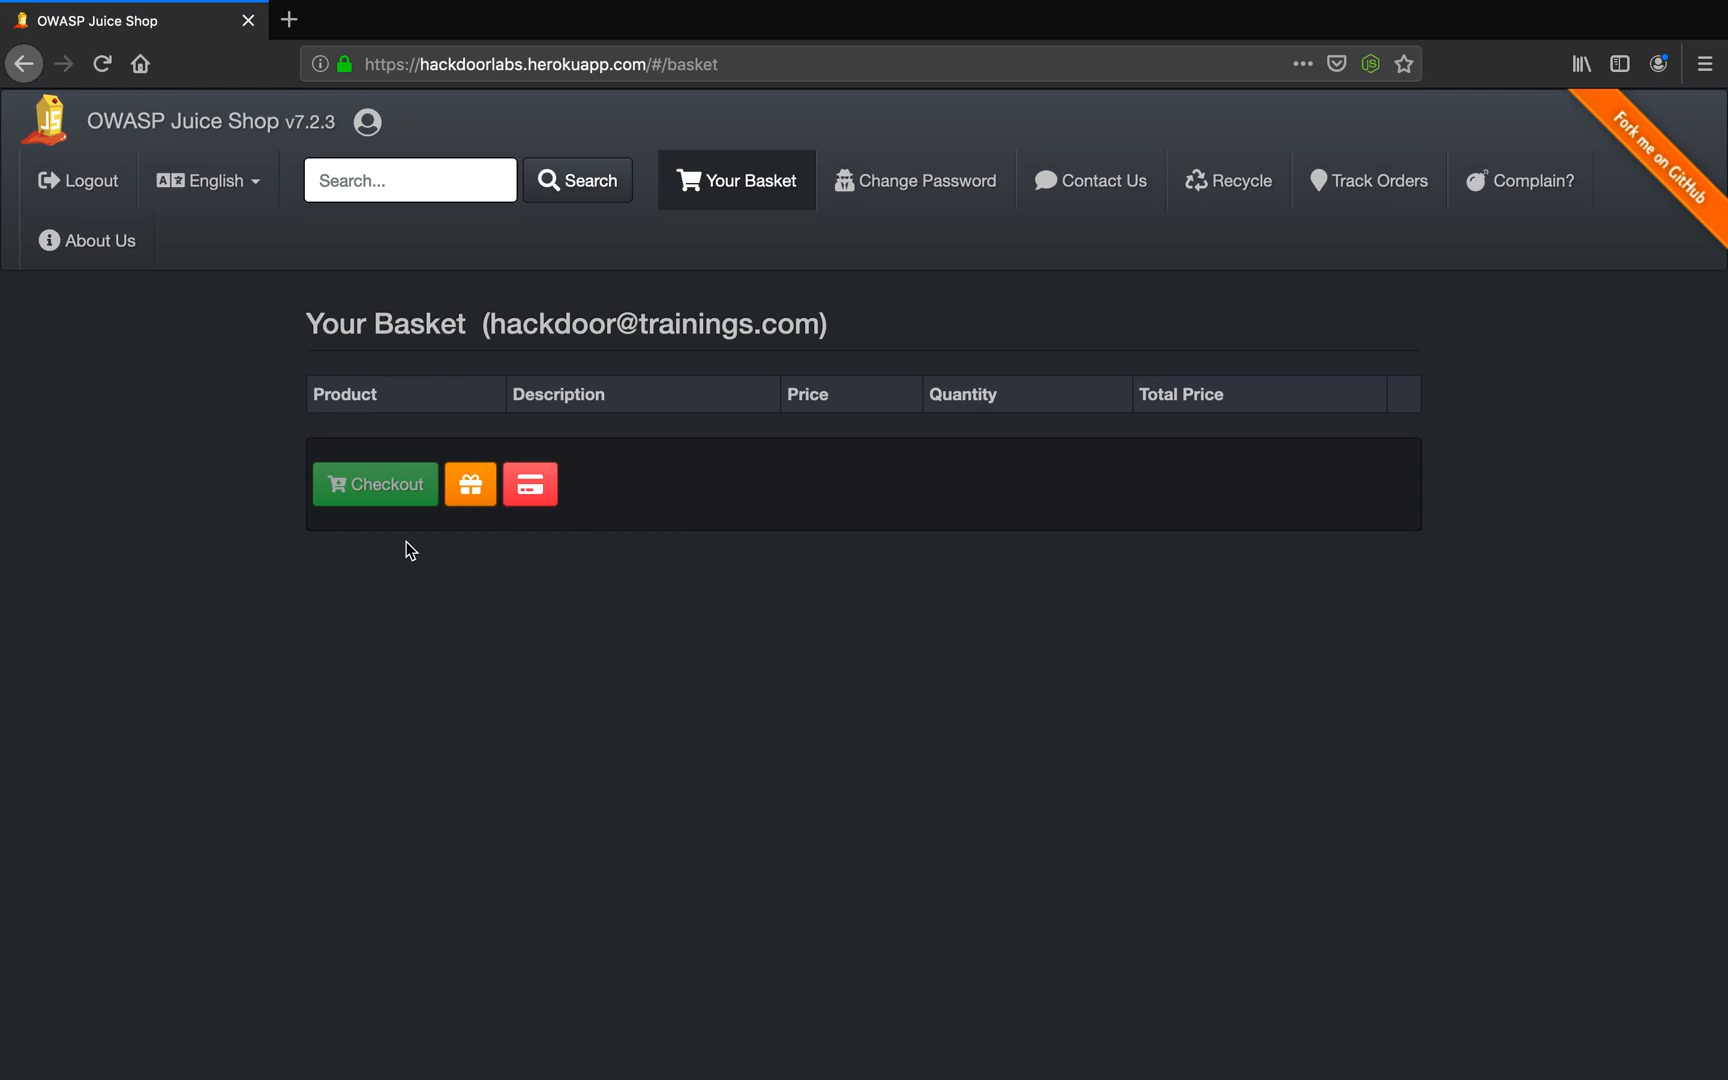 OWASP Juice Shop
https://hackdoorlabs.herokuapp.com/#/basket
JS
OWASP Juice Shop v7.2.3
Fork me on GitHub
Logout
English
Search...
Search
Your Basket
Change Password
Contact Us
Recycle
Track Orders
Complain?
About Us
Your Basket (hackdoor@trainings.com)
Product Description Price Quantity Total Price
Checkout